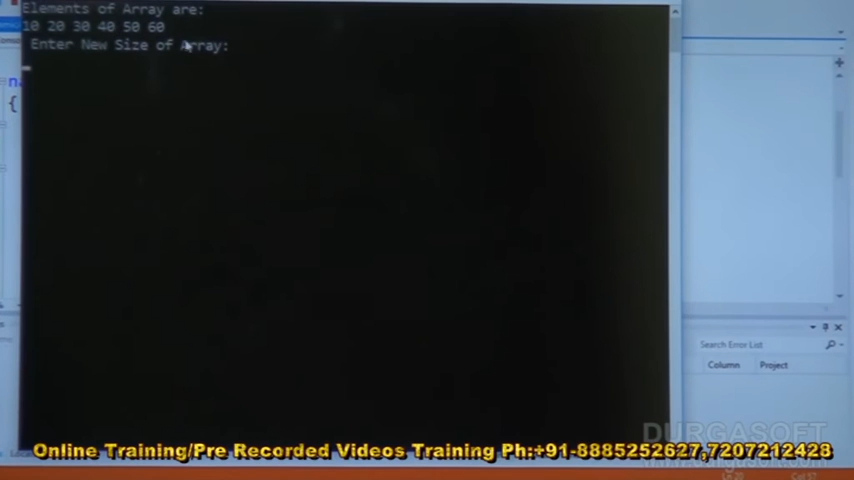 Elements of Array are:
10 20 30 40 50 60
Enter New Size of Array:
{
Search Error List
Column Project
DURGASOFT
Online Training/Pre Recorded Videos Training Ph:+91-8885252627,7207212428